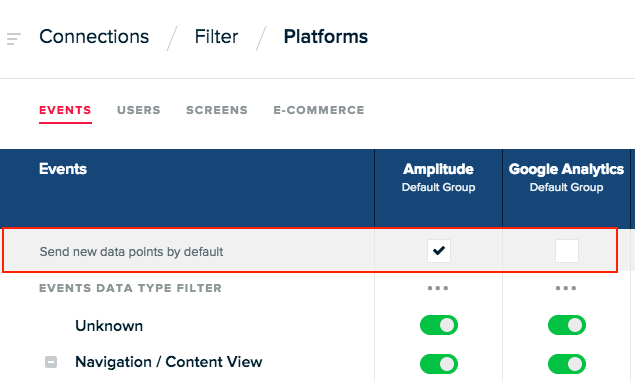 Connections / Filter / Platforms
EVENTS USERS SCREENS E-COMMERCE
Events Amplitude Google Analytics
Default Group Default Group
Send new data points by default
EVENTS DATA TYPE FILTER
Unknown
Navigation / Content View